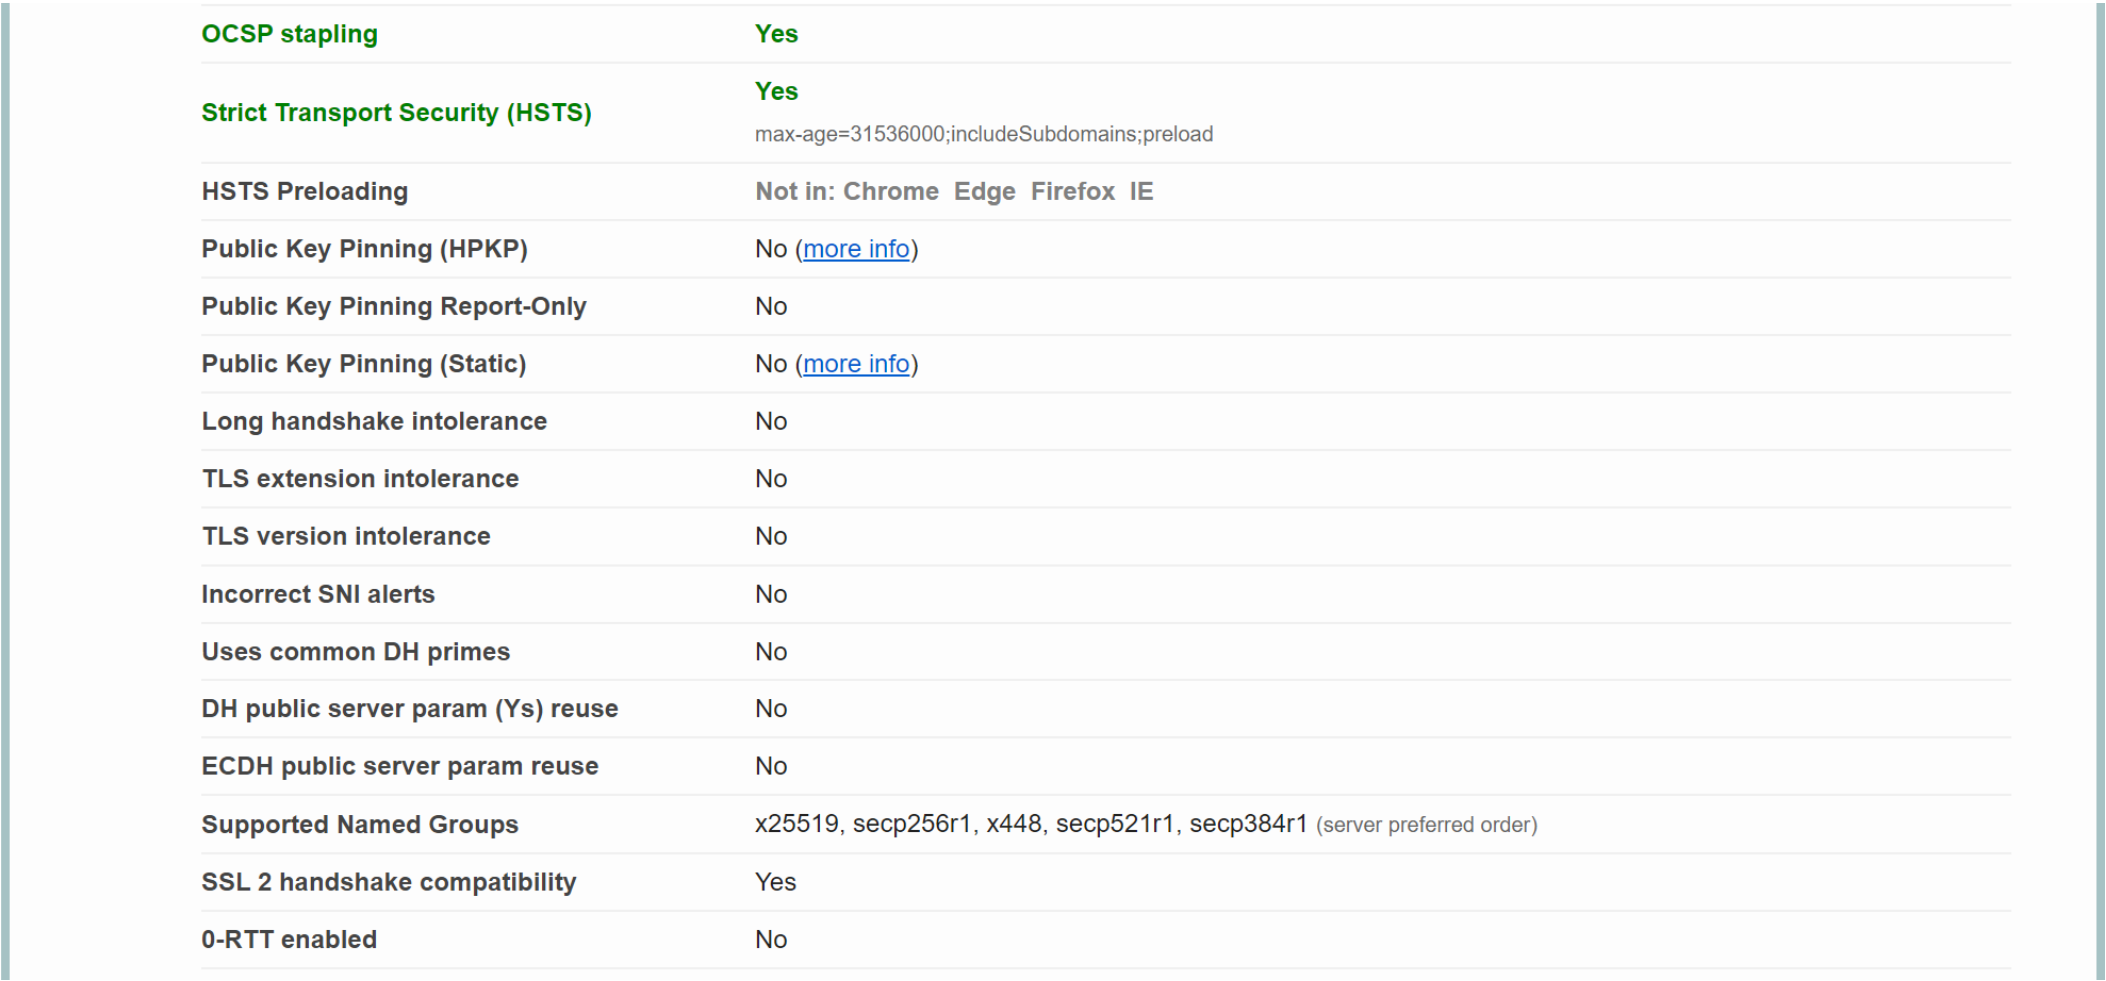 OCSP stapling Yes
Strict Transport Security (HSTS) Yes
max-age=31536000;includeSubdomains;preload
HSTS Preloading Not in: Chrome Edge Firefox IE
Public Key Pinning (HPKP) No (more info)
Public Key Pinning Report-Only No
Public Key Pinning (Static) No (more info)
Long handshake intolerance No
TLS extension intolerance No
TLS version intolerance No
Incorrect SNI alerts No
Uses common DH primes No
DH public server param (Ys) reuse No
ECDH public server param reuse No
Supported Named Groups x25519, secp256r1, x448, secp521r1, secp384r1 (server preferred order)
SSL 2 handshake compatibility Yes
0-RTT enabled No